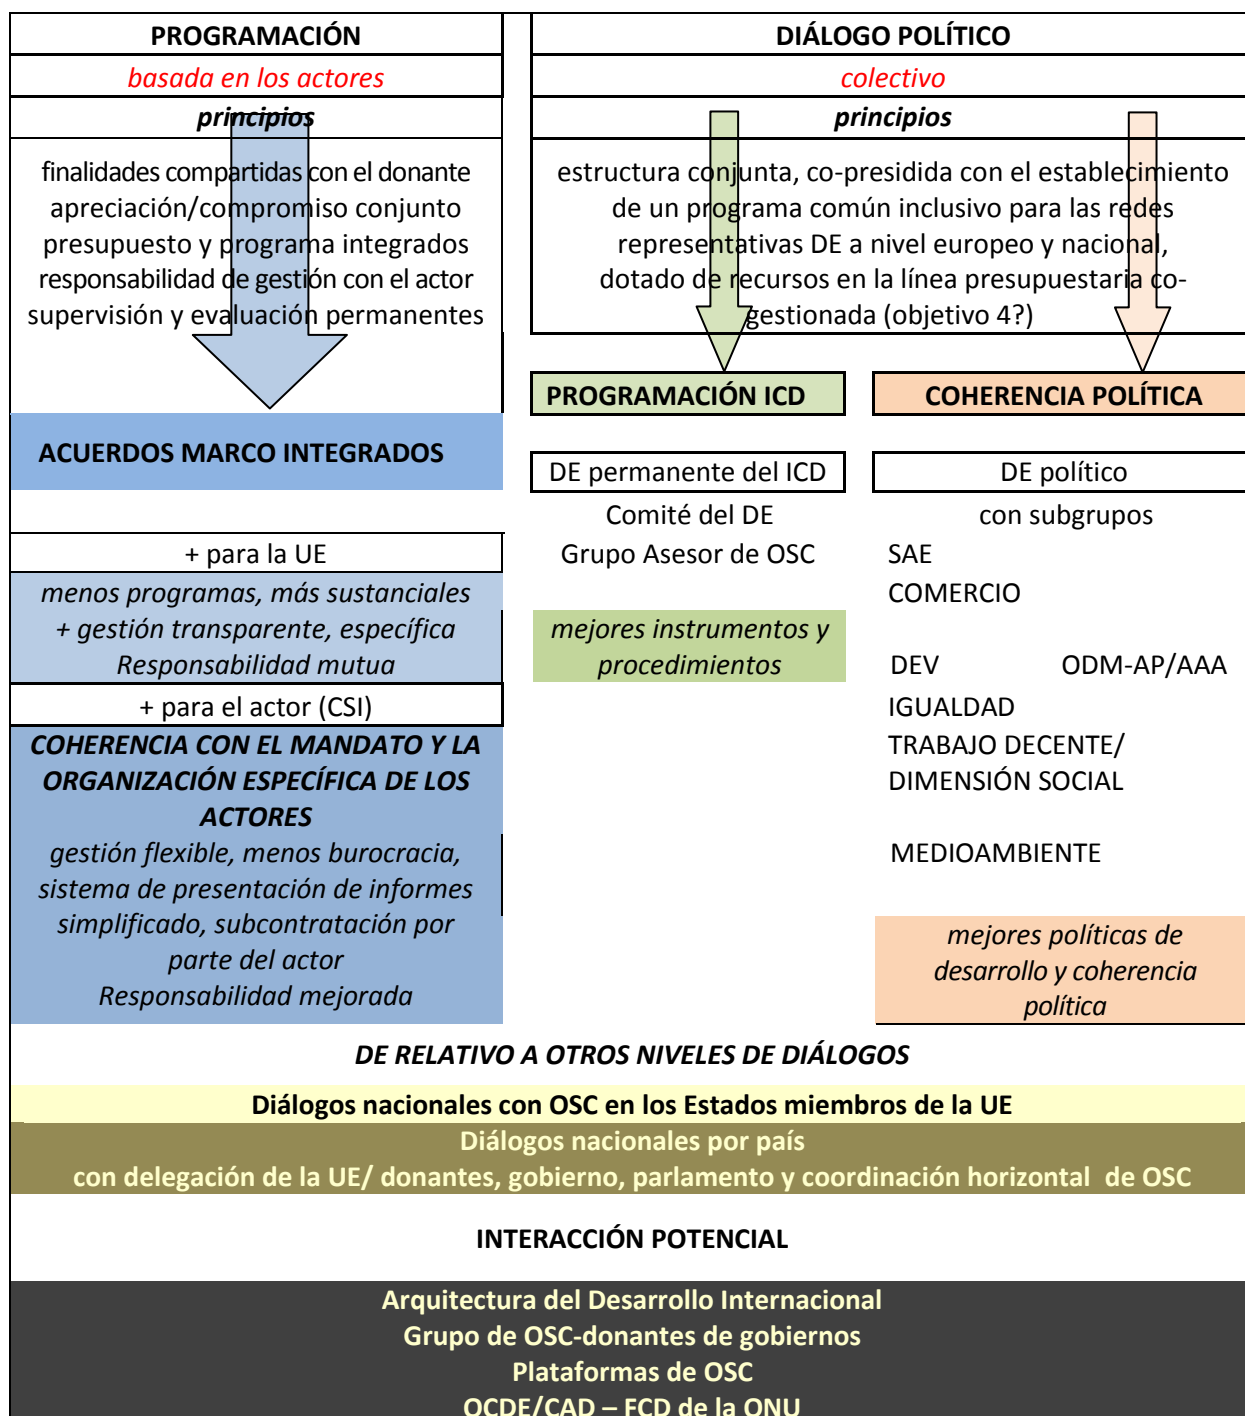 PROGRAMACIÓN
basada en los actores
principios
finalidades compartidas con el donante
apreciación/compromiso conjunto
presupuesto y programa integrados
responsabilidad de gestión con el actor
supervisión y evaluación permanentes
ACUERDOS MARCO INTEGRADOS
+ para la UE
menos programas, más sustanciales
+ gestión transparente, específica
Responsabilidad mutua
+ para el actor (CSI)
COHERENCIA CON EL MANDATO Y LA
ORGANIZACIÓN ESPECÍFICA DE LOS
ACTORES
gestión flexible, menos burocracia,
sistema de presentación de informes
simplificado, subcontratación por
parte del actor
Responsabilidad mejorada
DIÁLOGO POLÍTICO
colectivo
principios
estructura conjunta, co-presidida con el establecimiento
de un programa común inclusivo para las redes
representativas DE a nivel europeo y nacional,
dotado de recursos en la línea presupuestaria co-
gestionada (objetivo 4?)
PROGRAMACIÓN ICD
DE permanente del ICD
Comité del DE
Grupo Asesor de OSC
mejores instrumentos y
procedimientos
COHERENCIA POLÍTICA
DE político
con subgrupos
SAE
COMERCIO
DEV ODM-AP/AAA
IGUALDAD
TRABAJO DECENTE/
DIMENSIÓN SOCIAL
MEDIOAMBIENTE
mejores políticas de
desarrollo y coherencia
política
DE RELATIVO A OTROS NIVELES DE DIÁLOGOS
Diálogos nacionales con OSC en los Estados miembros de la UE
Diálogos nacionales por país
con delegación de la UE/ donantes, gobierno, parlamento y coordinación horizontal de OSC
INTERACCIÓN POTENCIAL
Arquitectura del Desarrollo Internacional
Grupo de OSC-donantes de gobiernos
Plataformas de OSC
OCDE/CAD – FCD de la ONU